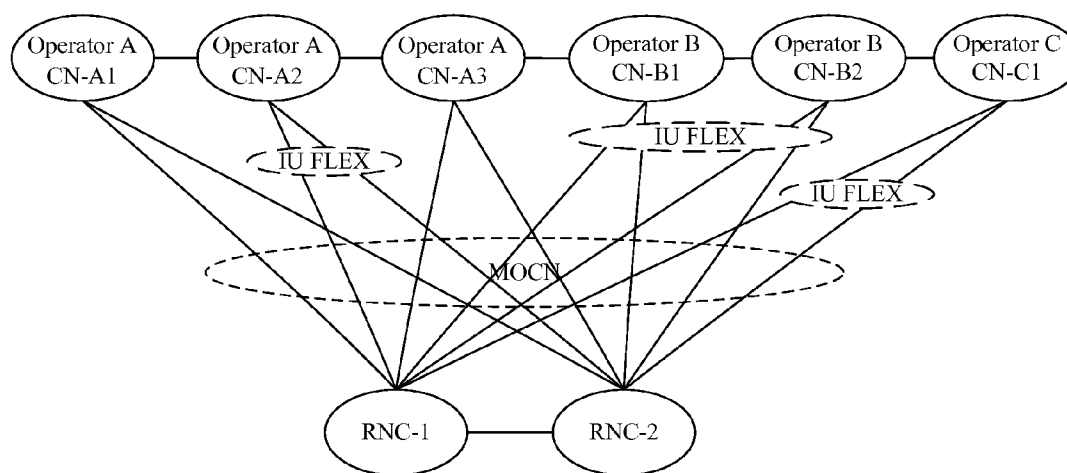 Operator A
CN-A1
Operator A
CN-A2
Operator A
CN-A3
Operator B
CN-B1
Operator B
CN-B2
Operator C
CN-C1
IU FLEX
IU FLEX
IU FLEX
MOCN
RNC-1
RNC-2